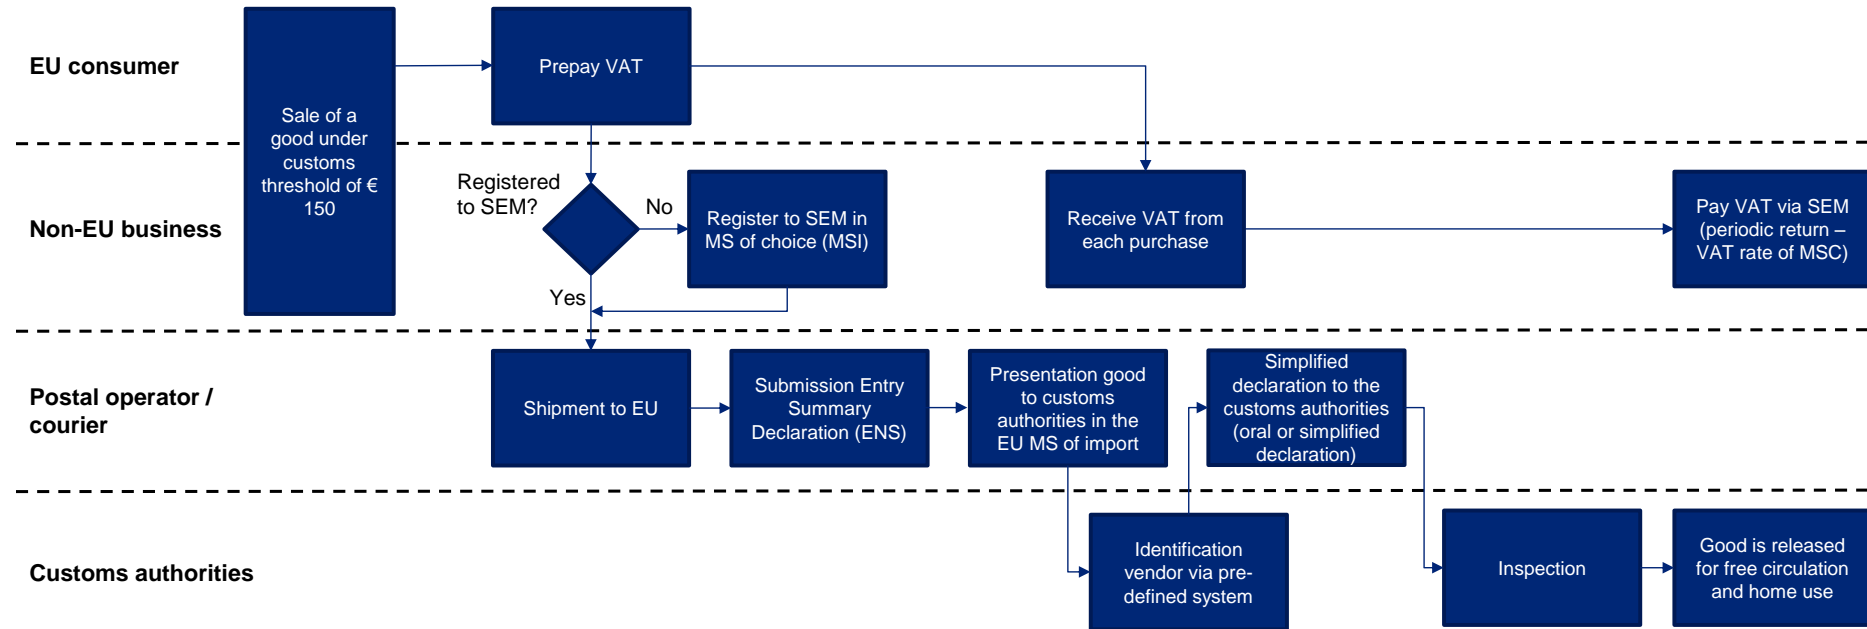 EU consumer
Sale of a
good under
customs
threshold of €
150
Prepay VAT
Non-EU business
Registered
to SEM?
No
Yes
Register to SEM in
MS of choice (MSI)
Receive VAT from
each purchase
Pay VAT via SEM
(periodic return –
VAT rate of MSC)
Postal operator /
courier
Shipment to EU
Submission Entry
Summary
Declaration (ENS)
Presentation good
to customs
authorities in the
EU MS of import
Simplified
declaration to the
customs authorities
(oral or simplified
declaration)
Customs authorities
Identification
vendor via pre-
defined system
Inspection
Good is released
for free circulation
and home use